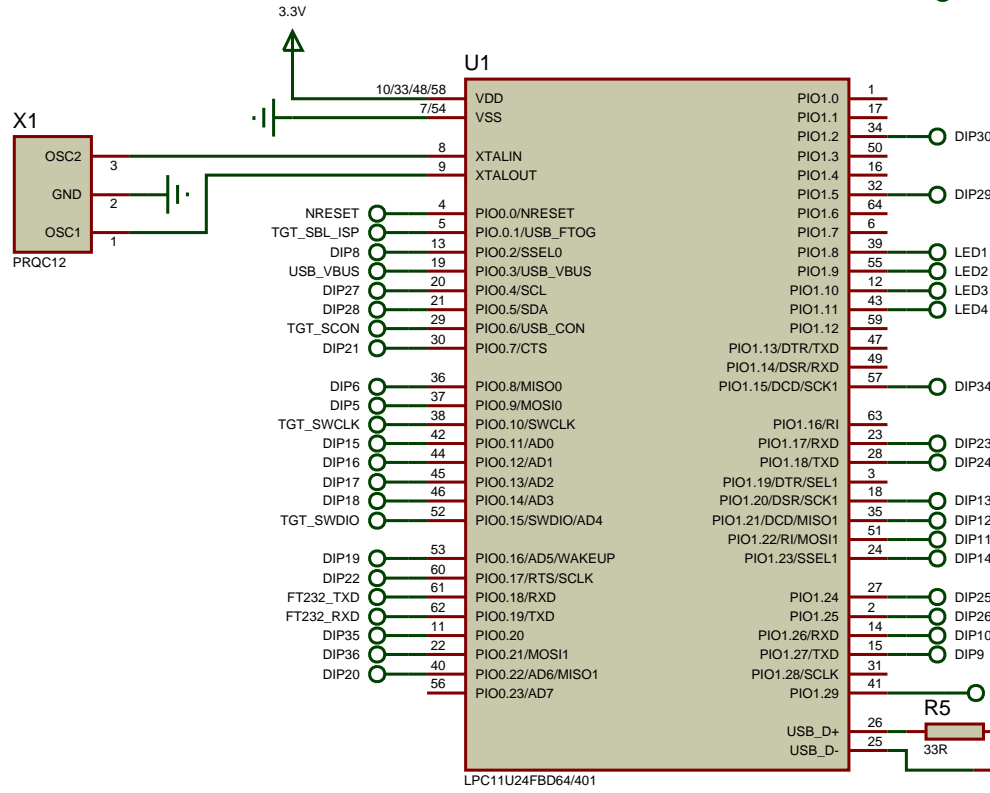 3.3V
U1
X1
PRQC12
OSC2 3
GND 2
OSC1 1
10/33/48/58 VDD
7/54 VSS
8 XTALIN
9 XTALOUT
NRESET 4 PIO0.0/NRESET
TGT_SBL_ISP 5 PIO.0.1/USB_FTOG
DIP8 13 PIO0.2/SSEL0
USB_VBUS 19 PIO0.3/USB_VBUS
DIP27 20 PIO0.4/SCL
DIP28 21 PIO0.5/SDA
TGT_SCON 29 PIO0.6/USB_CON
DIP21 30 PIO0.7/CTS
DIP6 36 PIO0.8/MISO0
DIP5 37 PIO0.9/MOSI0
TGT_SWCLK 38 PIO0.10/SWCLK
DIP15 42 PIO0.11/AD0
DIP16 44 PIO0.12/AD1
DIP17 45 PIO0.13/AD2
DIP18 46 PIO0.14/AD3
TGT_SWDIO 52 PIO0.15/SWDIO/AD4
DIP19 53 PIO0.16/AD5/WAKEUP
DIP22 60 PIO0.17/RTS/SCLK
FT232_TXD 61 PIO0.18/RXD
FT232_RXD 62 PIO0.19/TXD
DIP35 11 PIO0.20
DIP36 22 PIO0.21/MOSI1
DIP20 40 PIO0.22/AD6/MISO1
56 PIO0.23/AD7
PIO1.0 1
PIO1.1 17
PIO1.2 34 DIP30
PIO1.3 50
PIO1.4 16
PIO1.5 32 DIP29
PIO1.6 64
PIO1.7 6
PIO1.8 39 LED1
PIO1.9 55 LED2
PIO1.10 12 LED3
PIO1.11 43 LED4
PIO1.12 59
PIO1.13/DTR/TXD 47
PIO1.14/DSR/RXD 49
PIO1.15/DCD/SCK1 57 DIP34
PIO1.16/RI 63
PIO1.17/RXD 23 DIP23
PIO1.18/TXD 28 DIP24
PIO1.19/DTR/SEL1 3
PIO1.20/DSR/SCK1 18 DIP13
PIO1.21/DCD/MISO1 35 DIP12
PIO1.22/RI/MOSI1 51 DIP11
PIO1.23/SSEL1 24 DIP14
PIO1.24 27 DIP25
PIO1.25 2 DIP26
PIO1.26/RXD 14 DIP10
PIO1.27/TXD 15 DIP9
PIO1.28/SCLK 31
PIO1.29 41
USB_D+ 26
USB_D- 25
R5
33R
LPC11U24FBD64/401